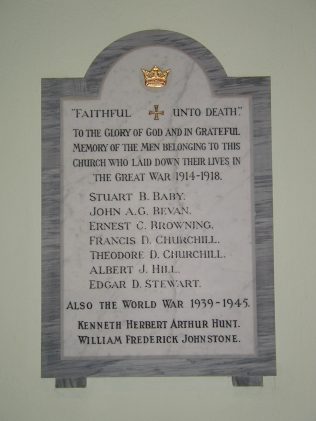 "FAITHFUL UNTO DEATH."
TO THE GLORY OF GOD AND IN GRATEFUL
MEMORY OF THE MEN BELONGING TO THIS
CHURCH WHO LAID DOWN THEIR LIVES, IN
THE GREAT WAR 1914-1918.
STUART B. BABY.
JOHN A.G. BEVAN.
ERNEST C. BROWNING.
FRANCIS D. CHURCHILL.
THEODORE D. CHURCHILL.
ALBERT J. HILL.
EDGAR D. STEWART.
ALSO THE WORLD WAR 1939-1945.
KENNETH HERBERT ARTHUR HUNT.
WILLIAM FREDERICK JOHNSTONE.